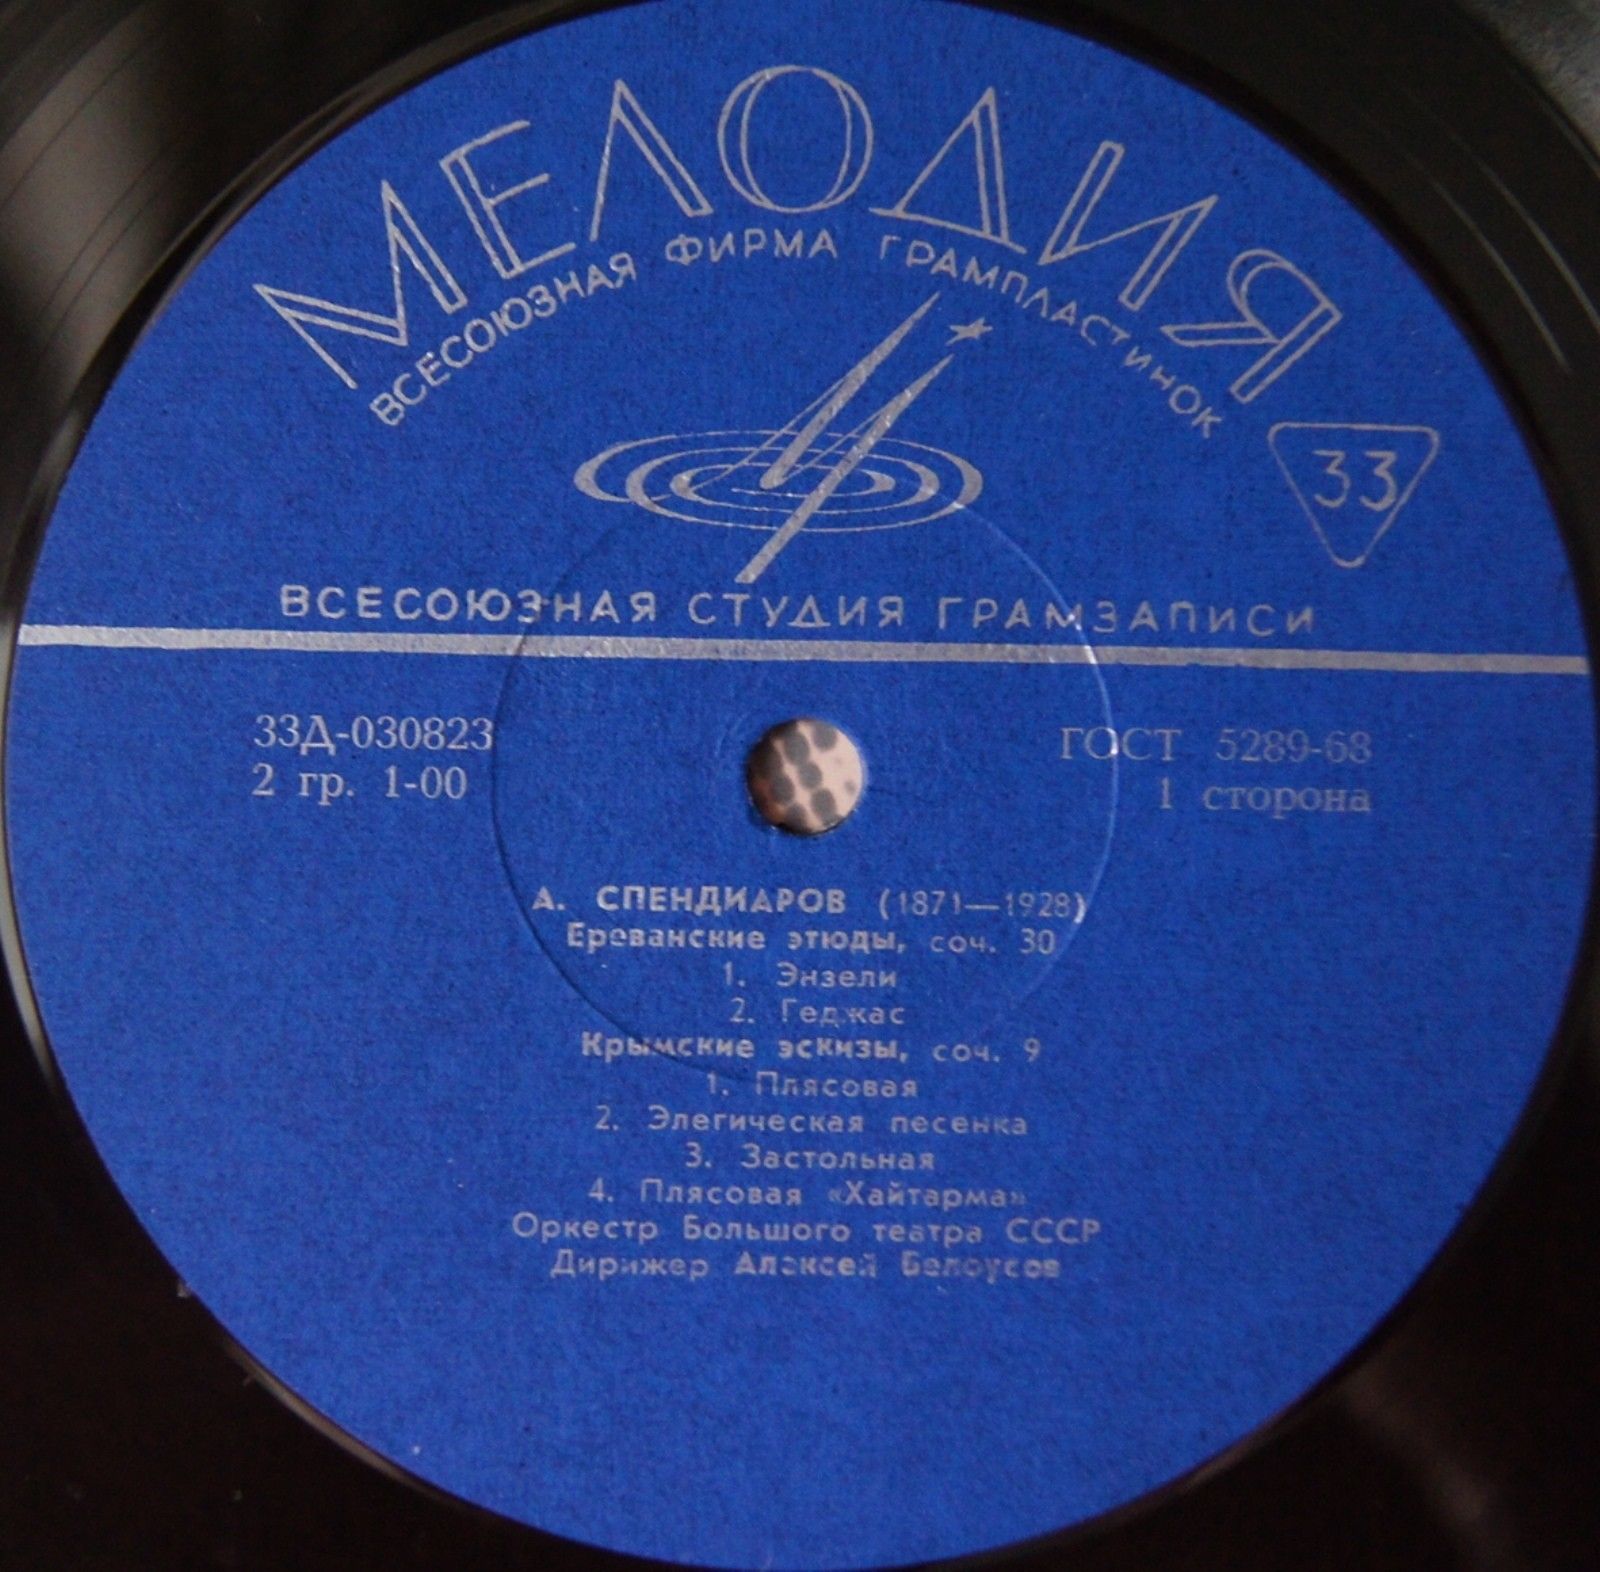 МЕЛОДИЯ
ВСЕСОЮЗНАЯ ФИРМА ГРАМПЛАСТИНОК
33
ВСЕСОЮЗНАЯ СТУДИЯ ГРАМЗАПИСИ
33Д-030823
2 гр. 1-00
ГОСТ 5289-68
1 сторона
А. СПЕНДИАРОВ (1871—1928)
Ереванские этюды, соч. 30
1. Энзели
2. Геджас
Крымские эскизы, соч. 9
1. Плясовая
2. Элегическая песенка
3. Застольная
4. Плясовая «Хайтарма»
Оркестр Большого театра СССР
Дирижер Алексей Белоусов